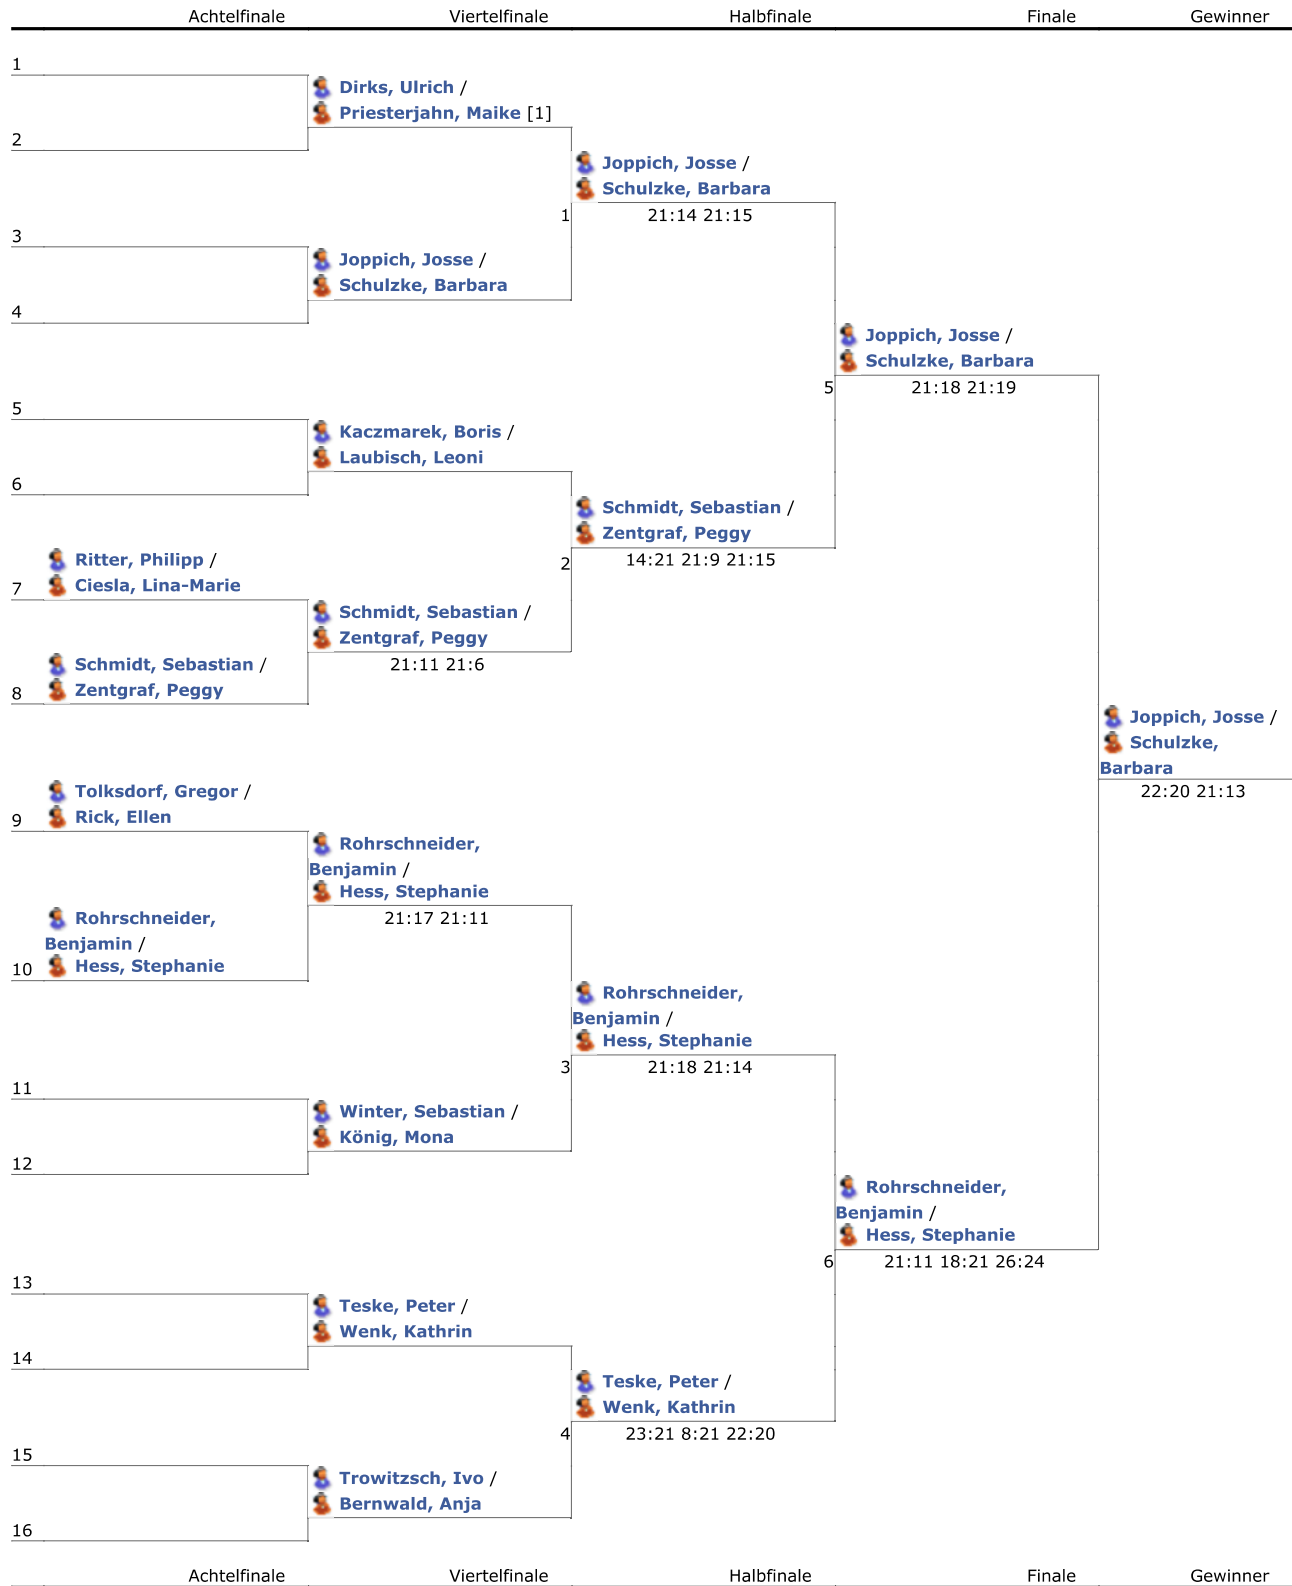 Achtelfinale Viertelfinale Halbfinale Finale Gewinner
1
Dirks, Ulrich /
Priesterjahn, Maike [1]
2
Joppich, Josse /
Schulzke, Barbara
1 21:14 21:15
3
Joppich, Josse /
Schulzke, Barbara
4
Joppich, Josse /
Schulzke, Barbara
5 21:18 21:19
5
Kaczmarek, Boris /
Laubisch, Leoni
6
Schmidt, Sebastian /
Zentgraf, Peggy
2 14:21 21:9 21:15
Ritter, Philipp /
7 Ciesla, Lina-Marie
Schmidt, Sebastian /
Zentgraf, Peggy
21:11 21:6
Schmidt, Sebastian /
8 Zentgraf, Peggy
Joppich, Josse /
Schulzke,
Barbara
22:20 21:13
Tolksdorf, Gregor /
9 Rick, Ellen
Rohrschneider,
Benjamin /
Hess, Stephanie
21:17 21:11
Rohrschneider,
Benjamin /
10 Hess, Stephanie
Rohrschneider,
Benjamin /
Hess, Stephanie
3 21:18 21:14
11
Winter, Sebastian /
König, Mona
12
Rohrschneider,
Benjamin /
Hess, Stephanie
6 21:11 18:21 26:24
13
Teske, Peter /
Wenk, Kathrin
14
Teske, Peter /
Wenk, Kathrin
4 23:21 8:21 22:20
15
Trowitzsch, Ivo /
Bernwald, Anja
16
Achtelfinale Viertelfinale Halbfinale Finale Gewinner